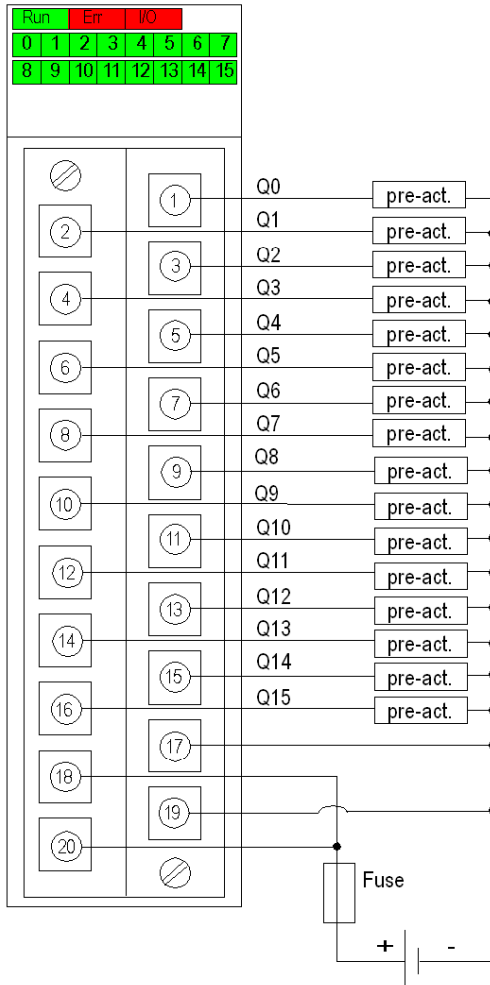 Run Err I/O
0 1 2 3 4 5 6 7
8 9 10 11 12 13 14 15
1 Q0 pre-act.
2 Q1 pre-act.
3 Q2 pre-act.
4 Q3 pre-act.
5 Q4 pre-act.
6 Q5 pre-act.
7 Q6 pre-act.
8 Q7 pre-act.
9 Q8 pre-act.
10 Q9 pre-act.
11 Q10 pre-act.
12 Q11 pre-act.
13 Q12 pre-act.
14 Q13 pre-act.
15 Q14 pre-act.
16 Q15 pre-act.
17
18
19
20
Fuse
+ -